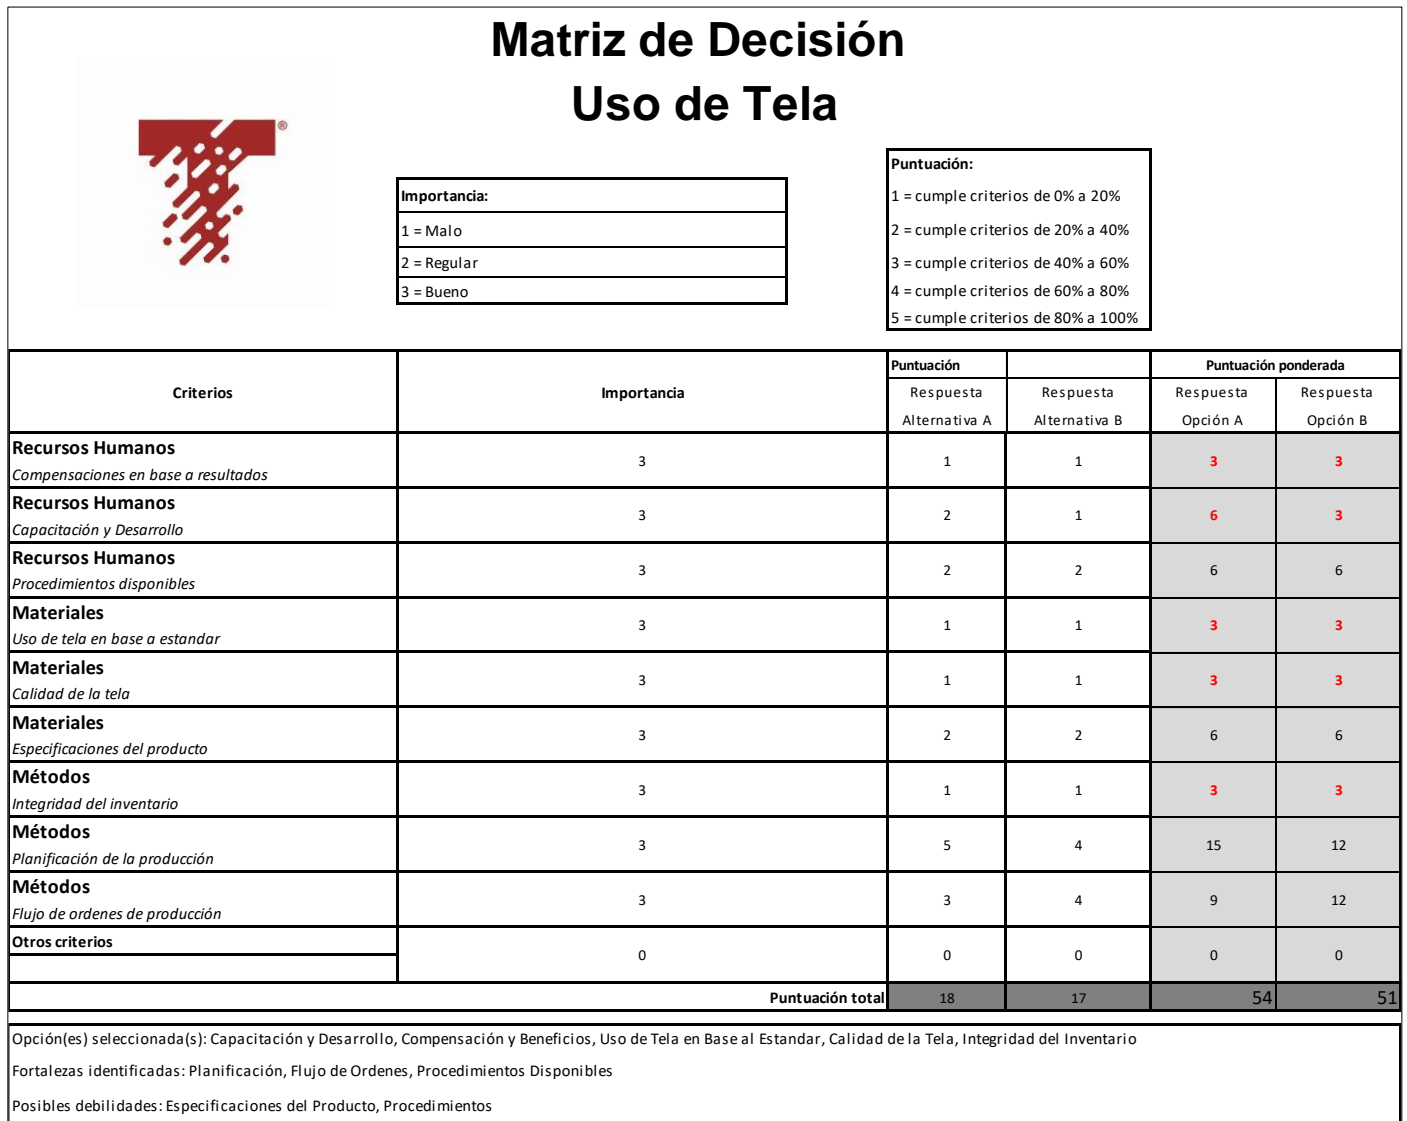 Matriz de Decisión
Uso de Tela
®
Importancia:
1 = Malo
2 = Regular
3 = Bueno
Puntuación:
1 = cumple criterios de 0% a 20%
2 = cumple criterios de 20% a 40%
3 = cumple criterios de 40% a 60%
4 = cumple criterios de 60% a 80%
5 = cumple criterios de 80% a 100%
Criterios Importancia Puntuación Puntuación ponderada
Respuesta Respuesta Respuesta Respuesta
Alternativa A Alternativa B Opción A Opción B
Recursos Humanos
Compensaciones en base a resultados
3 1 1 3 3
Recursos Humanos
Capacitación y Desarrollo
3 2 1 6 3
Recursos Humanos
Procedimientos disponibles
3 2 2 6 6
Materiales
Uso de tela en base a estandar
3 1 1 3 3
Materiales
Calidad de la tela
3 1 1 3 3
Materiales
Especificaciones del producto
3 2 2 6 6
Métodos
Integridad del inventario
3 1 1 3 3
Métodos
Planificación de la producción
3 5 4 15 12
Métodos
Flujo de ordenes de producción
3 3 4 9 12
Otros criterios
0 0 0 0 0
Puntuación total 18 17 54 51
Opción(es) seleccionada(s): Capacitación y Desarrollo, Compensación y Beneficios, Uso de Tela en Base al Estandar, Calidad de la Tela, Integridad del Inventario
Fortalezas identificadas: Planificación, Flujo de Ordenes, Procedimientos Disponibles
Posibles debilidades: Especificaciones del Producto, Procedimientos